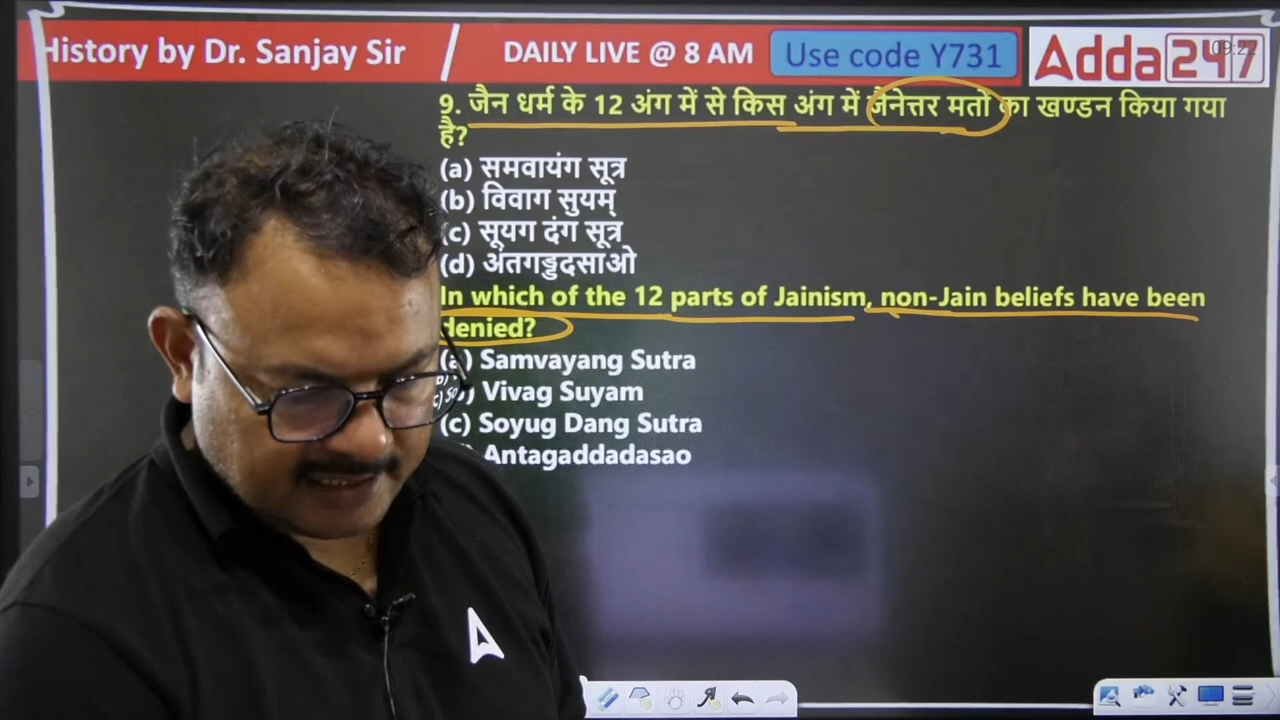 History by Dr. Sanjay Sir / DAILY LIVE @ 8 AM Use code Y731 Adda247
9. जैन धर्म के 12 अंग में से किस अंग में जैनेत्तर मतों का खण्डन किया गया
है?
(a) समवायंग सूत्र
(b) विवाग सुयम्
(c) सूयग दंग सूत्र
(d) अंतगड्डदसाओ
In which of the 12 parts of Jainism, non-Jain beliefs have been
denied?
(a) Samvayang Sutra
Vivag Suyam
(c) Soyug Dang Sutra
Antagaddadasao